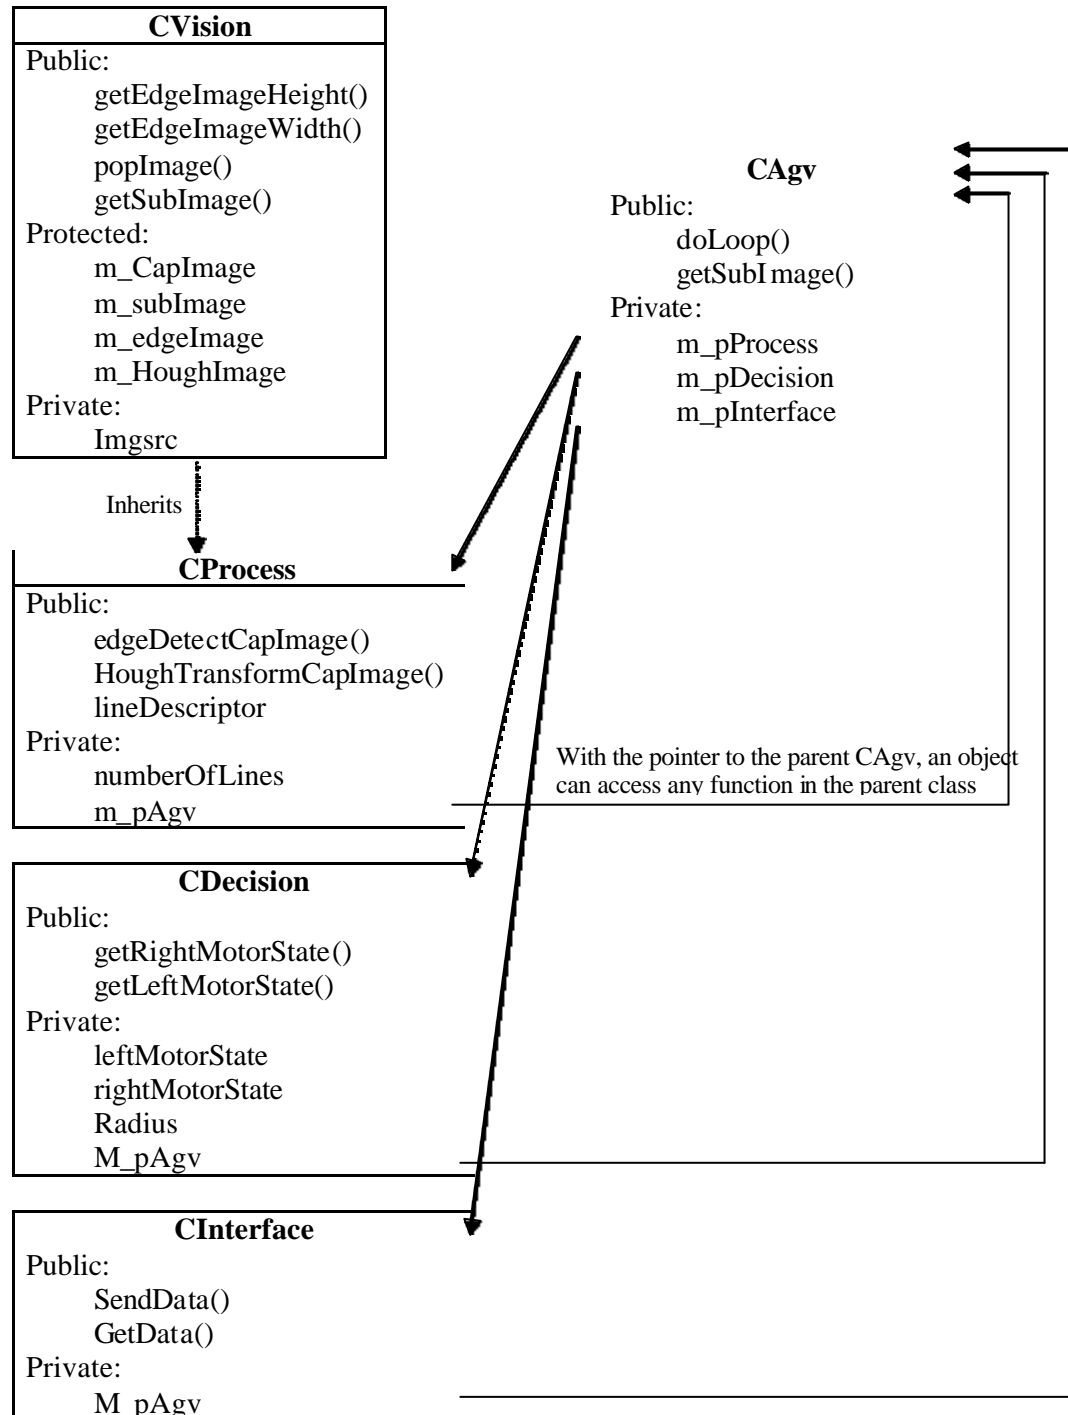 CVision
Public:
getEdgeImageHeight()
getEdgeImageWidth()
popImage()
getSubImage()
Protected:
m_CapImage
m_subImage
m_edgeImage
m_HoughImage
Private:
Imgsrc
Inherits
CAgv
Public:
doLoop()
getSubImage()
Private:
m_pProcess
m_pDecision
m_pInterface
CProcess
Public:
edgeDetectCapImage()
HoughTransformCapImage()
lineDescriptor
Private:
numberOfLines
m_pAgv
With the pointer to the parent CAgv, an object
can access any function in the parent class
CDecision
Public:
getRightMotorState()
getLeftMotorState()
Private:
leftMotorState
rightMotorState
Radius
M_pAgv
CInterface
Public:
SendData()
GetData()
Private:
M_pAgv